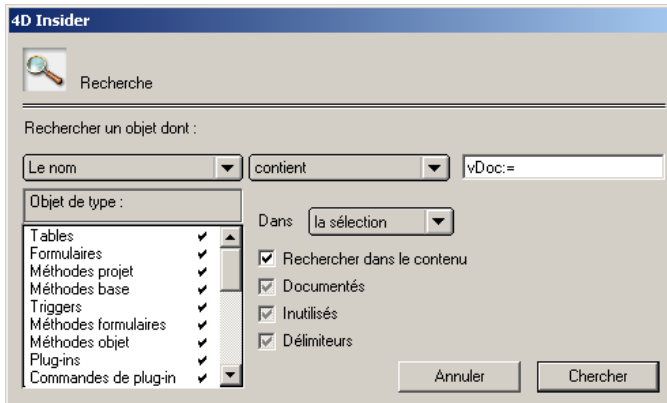 4D Insider
Recherche
Rechercher un objet dont :
Le nom contient vDoc:=
Objet de type :
Dans la sélection
Tables
Formulaires
Méthodes projet
Méthodes base
Triggers
Méthodes formulaires
Méthodes objet
Plug-ins
Commandes de plug-in
Rechercher dans le contenu
Documentés
Inutilisés
Délimiteurs
Annuler Chercher